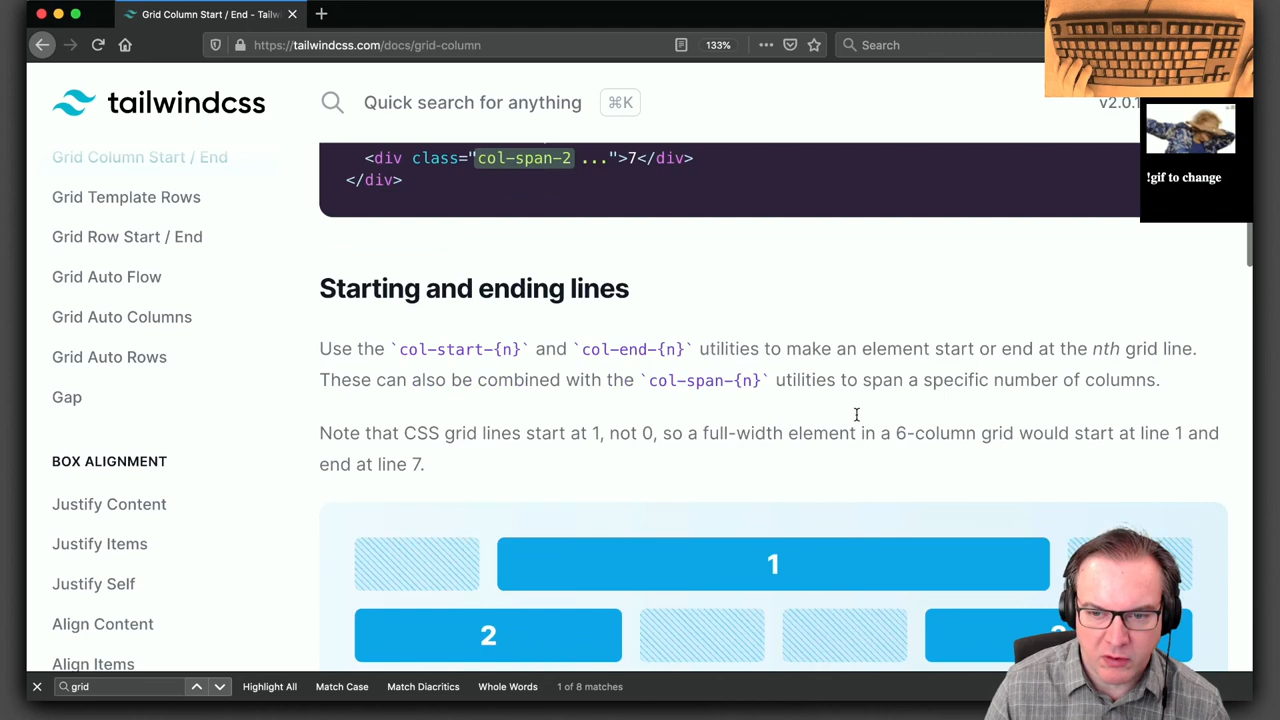 Grid Column Start / End - Tailw
https://tailwindcss.com/docs/grid-column
133%
Search
tailwindcss
Quick search for anything
⌘K
v2.0.1
!gif to change
Grid Column Start / End
Grid Template Rows
Grid Row Start / End
Grid Auto Flow
Grid Auto Columns
Grid Auto Rows
Gap
BOX ALIGNMENT
Justify Content
Justify Items
Justify Self
Align Content
Align Items
<div class="col-span-2 ...">7</div>
</div>
Starting and ending lines
Use the `col-start-{n}` and `col-end-{n}` utilities to make an element start or end at the nth grid line.
These can also be combined with the `col-span-{n}` utilities to span a specific number of columns.
Note that CSS grid lines start at 1, not 0, so a full-width element in a 6-column grid would start at line 1 and
end at line 7.
1
2
grid
Highlight All
Match Case
Match Diacritics
Whole Words
1 of 8 matches